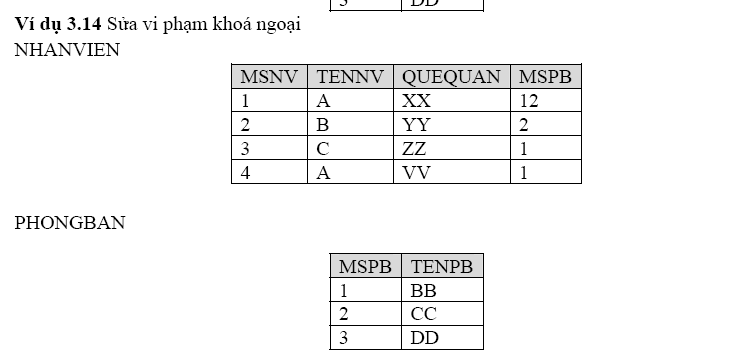 3 DD
Ví dụ 3.14 Sửa vi phạm khoá ngoại
NHANVIEN
MSNV TENNV QUEQUAN MSPB
1 A XX 12
2 B YY 2
3 C ZZ 1
4 A VV 1
PHONGBAN
MSPB TENPB
1 BB
2 CC
3 DD